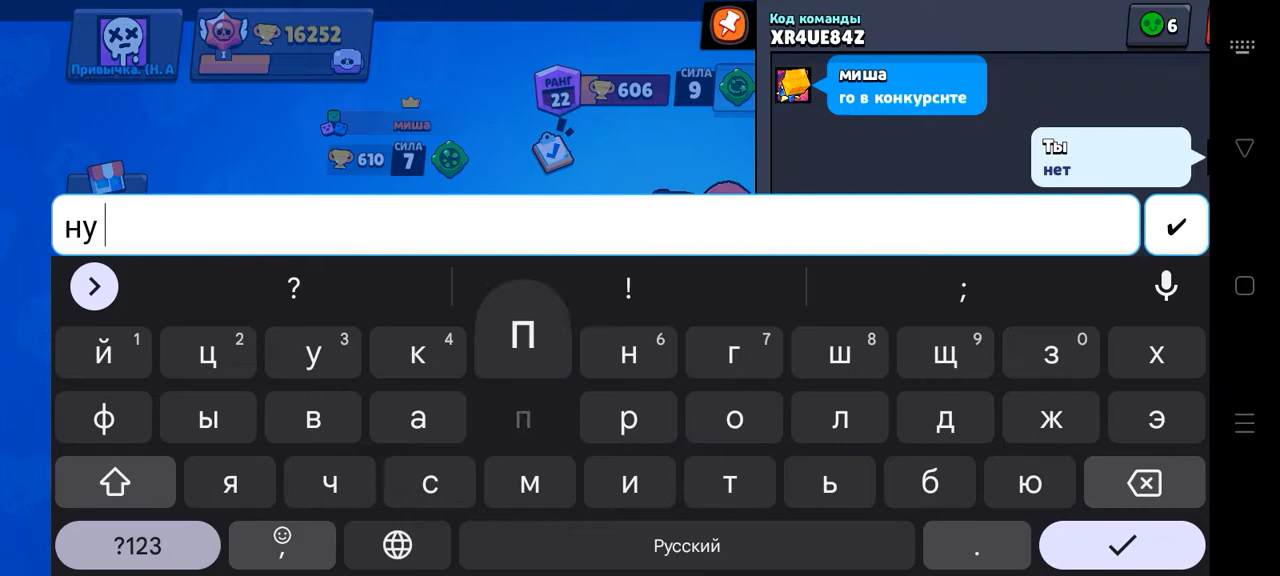 Привычка. (Н. А
I
16252
РАНГ
22
606
СИЛА
9
миша
610
СИЛА
7
Код команды
XR4UE84Z
6
миша
го в конкурснте
Ты
нет
ну
✔
? ! ;
П
й 1 ц 2 у 3 к 4 н 6 г 7 ш 8 щ 9 з 0 х
ф ы в а п р о л д ж э
я ч с м и т ь б ю
?123 , Русский .